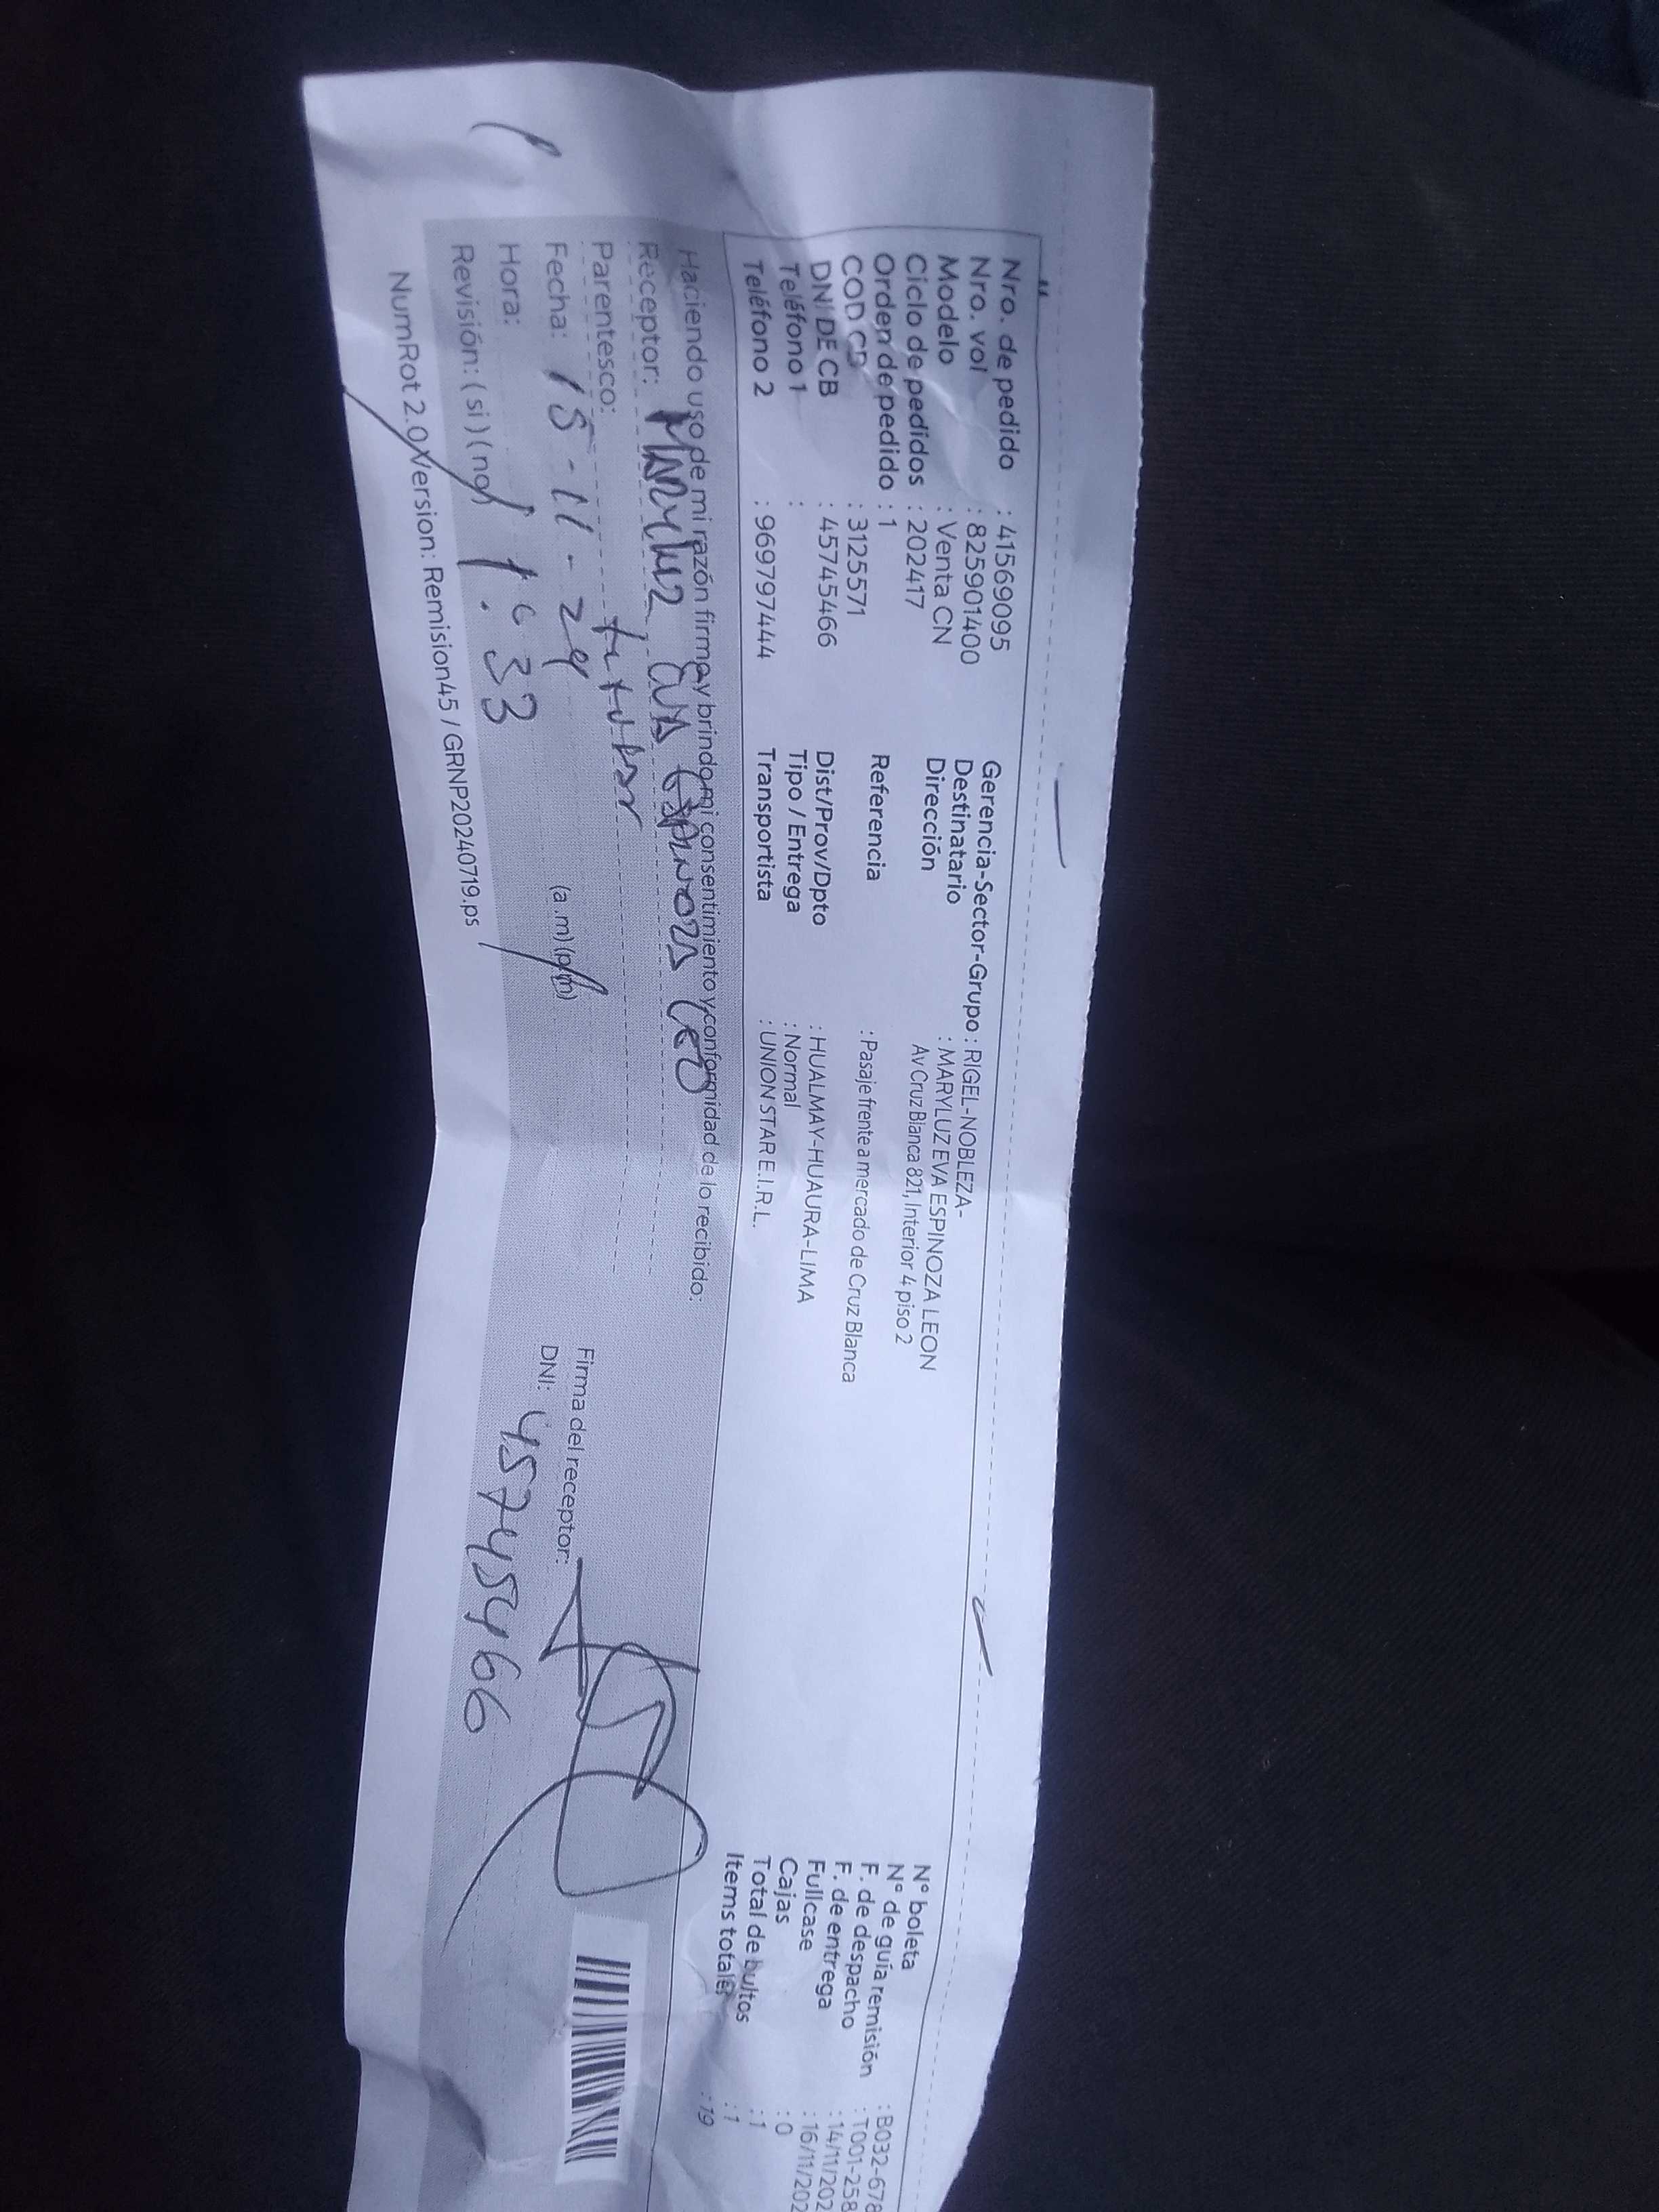 Nro. de pedido : 41569095
Nro. vol : 825901400
Modelo : Venta CN
Ciclo de pedidos : 202417
Orden de pedido : 1
COD CB : 3125571
DNI DE CB : 45745466
Teléfono 1 :
Teléfono 2 : 969797444
Gerencia-Sector-Grupo : RIGEL-NOBLEZA-
Destinatario : MARYLUZ EVA ESPINOZA LEON
Dirección Av Cruz Blanca 821, Interior 4 piso 2
Referencia : Pasaje frente a mercado de Cruz Blanca
Dist/Prov/Dpto : HUALMAY-HUAURA-LIMA
Tipo / Entrega : Normal
Transportista : UNION STAR E.I.R.L.
N° boleta : B032-678
N° de guía remisión : T001-258
F. de despacho : 14/11/202
F. de entrega : 16/11/202
Fullcase : 0
Cajas : 1
Total de bultos : 1
Items totales : 19
Haciendo uso de mi razón firma y brindo mi consentimiento y conformidad de lo recibido:
Receptor: Maryluz Eva Espinoza Leo
Parentesco: titular
Fecha: 15-11-24
Hora: 1:33 (a.m) (p.m)
Revisión: (si) (no)
Firma del receptor:
DNI: 45745466
NumRot 2.0 Version: Remision45 / GRNP20240719.ps